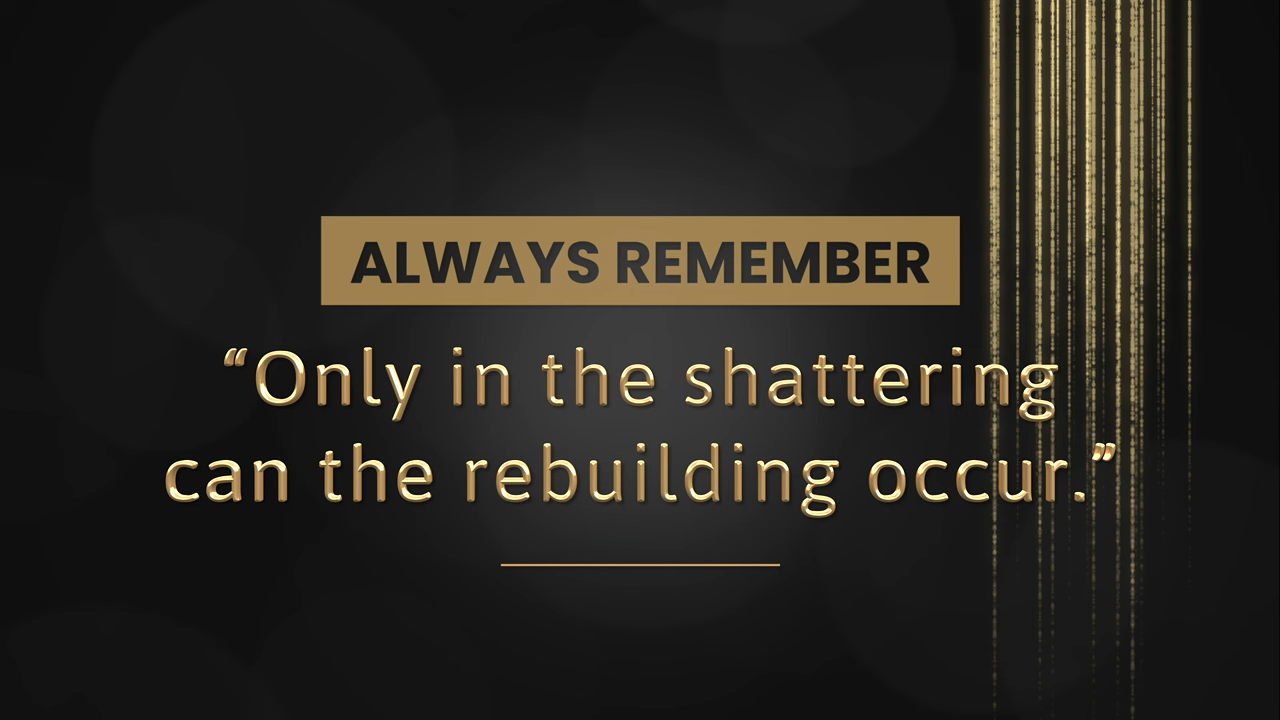 ALWAYS REMEMBER
“Only in the shattering
can the rebuilding occur.”